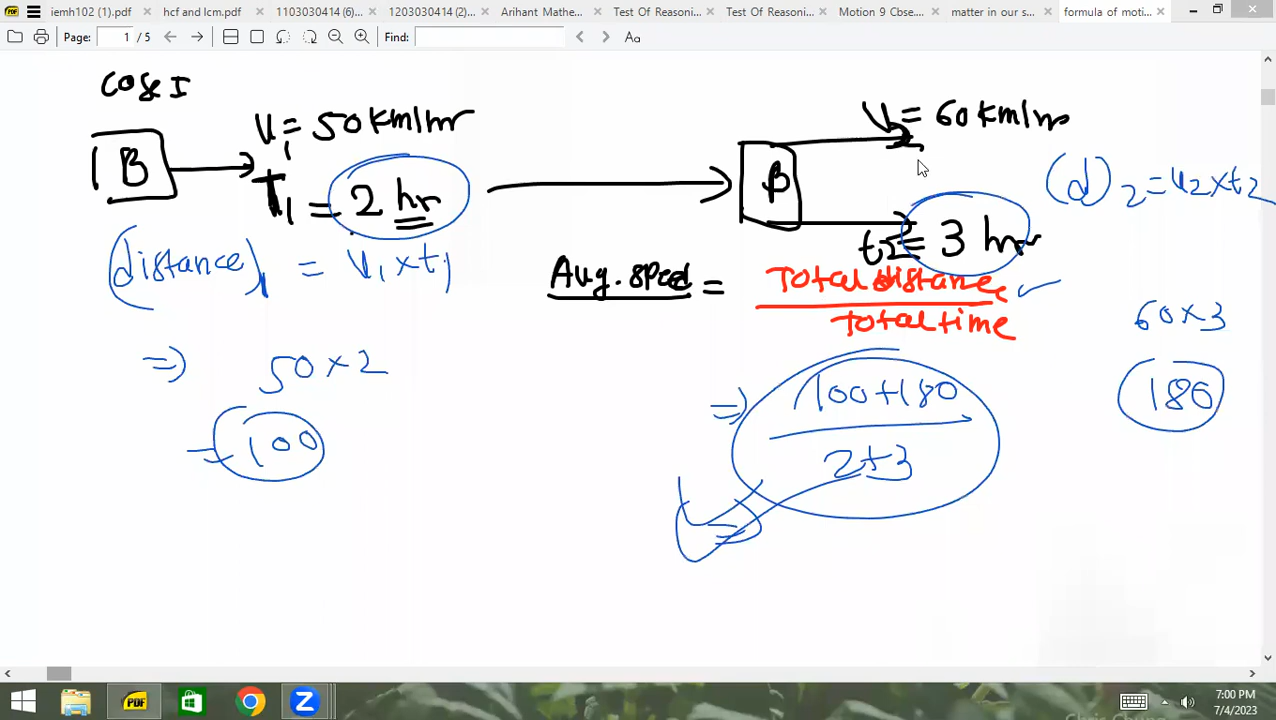 iemh102 (1).pdf
hcf and lcm.pdf
1103030414 (6)...
1203030414 (2)...
Arihant Mathe...
Test Of Reasoni...
Test Of Reasoni...
Motion 9 Cbse....
matter in our s...
formula of moti...
Page: 1 / 5
Find:
Aa
Case I
B
V1 = 50 km/hr
t1 = 2 hr
B
V2 = 60 km/hr
t2 = 3 hr
(d)2 = V2 x t2
(distance)1 = V1 x t1
Avg. speed = Total distance
Total time
60 x 3
180
=> 50 x 2
= 100
=> 100 + 180
2 + 3
=
7:00 PM
7/4/2023